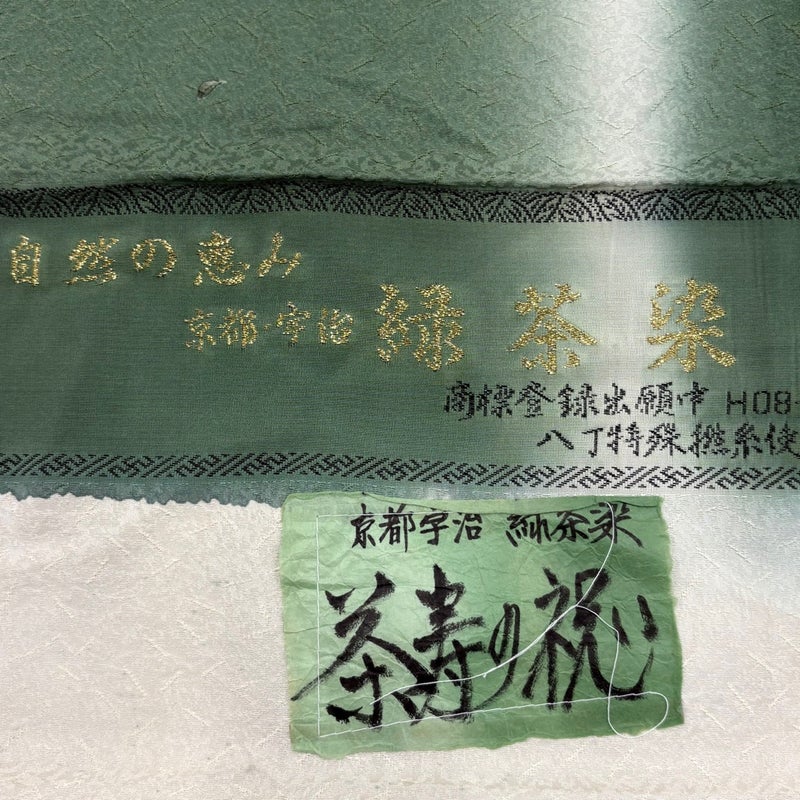 自然の恵み
京都・宇治 緑茶染
商標登録出願中 H08-
八丁特殊撚糸使
京都宇治 緑茶染
茶寿の祝い